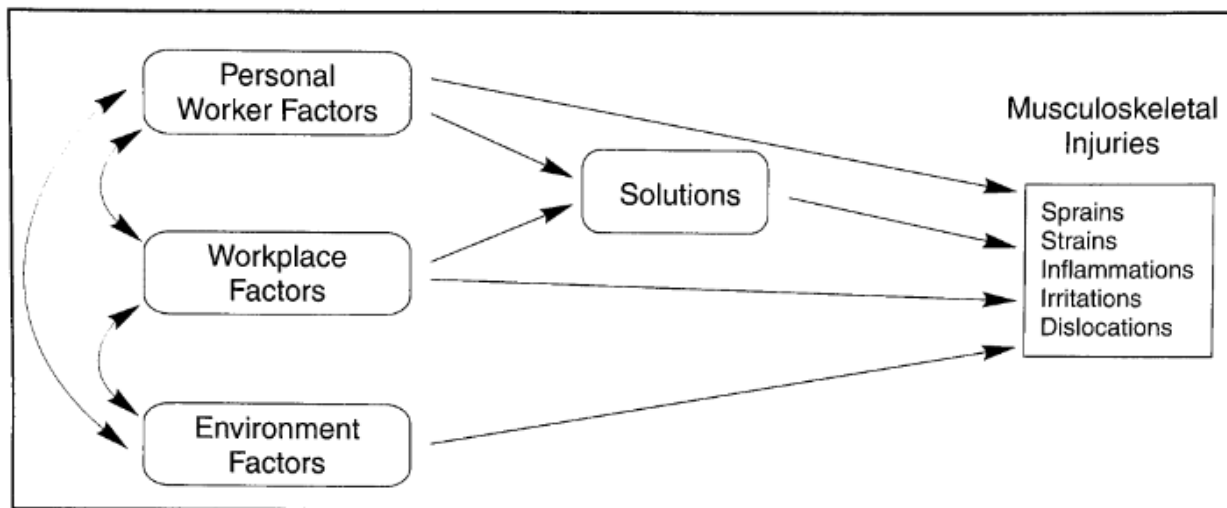 Personal
Worker Factors
Workplace
Factors
Environment
Factors
Solutions
Musculoskeletal
Injuries
Sprains
Strains
Inflammations
Irritations
Dislocations